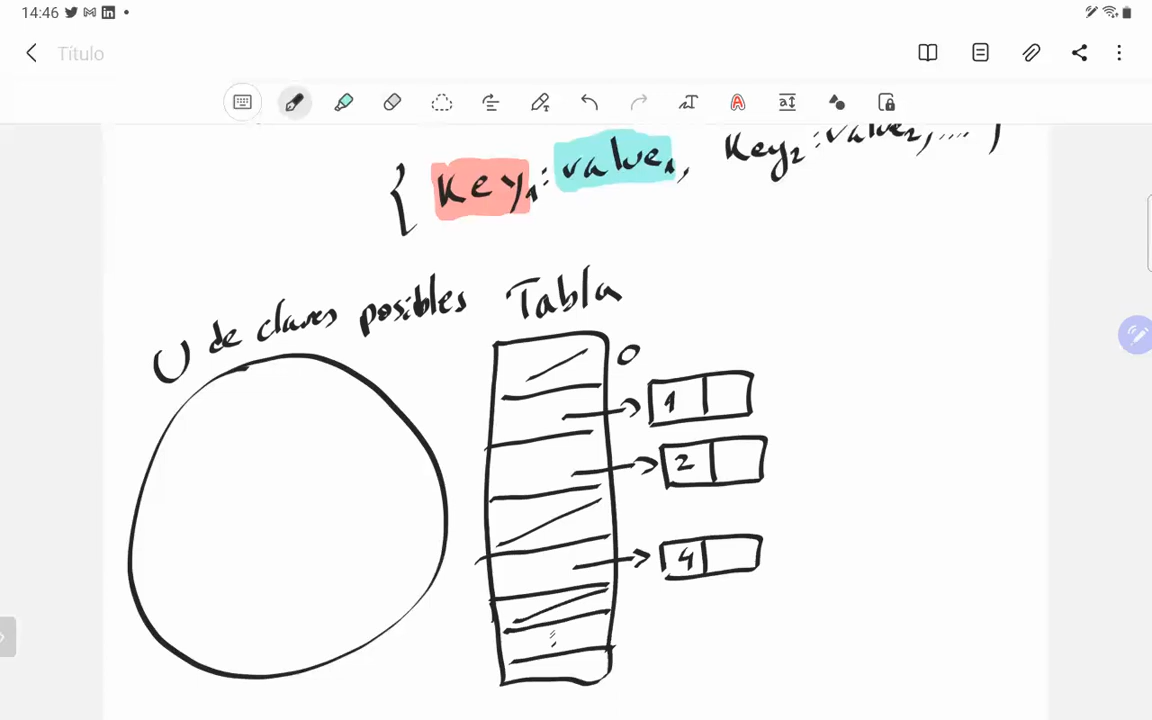 14:46
Título
{ Key1: value1, Key2: value2, .... }
U de claves posibles Tabla
0
1
2
4